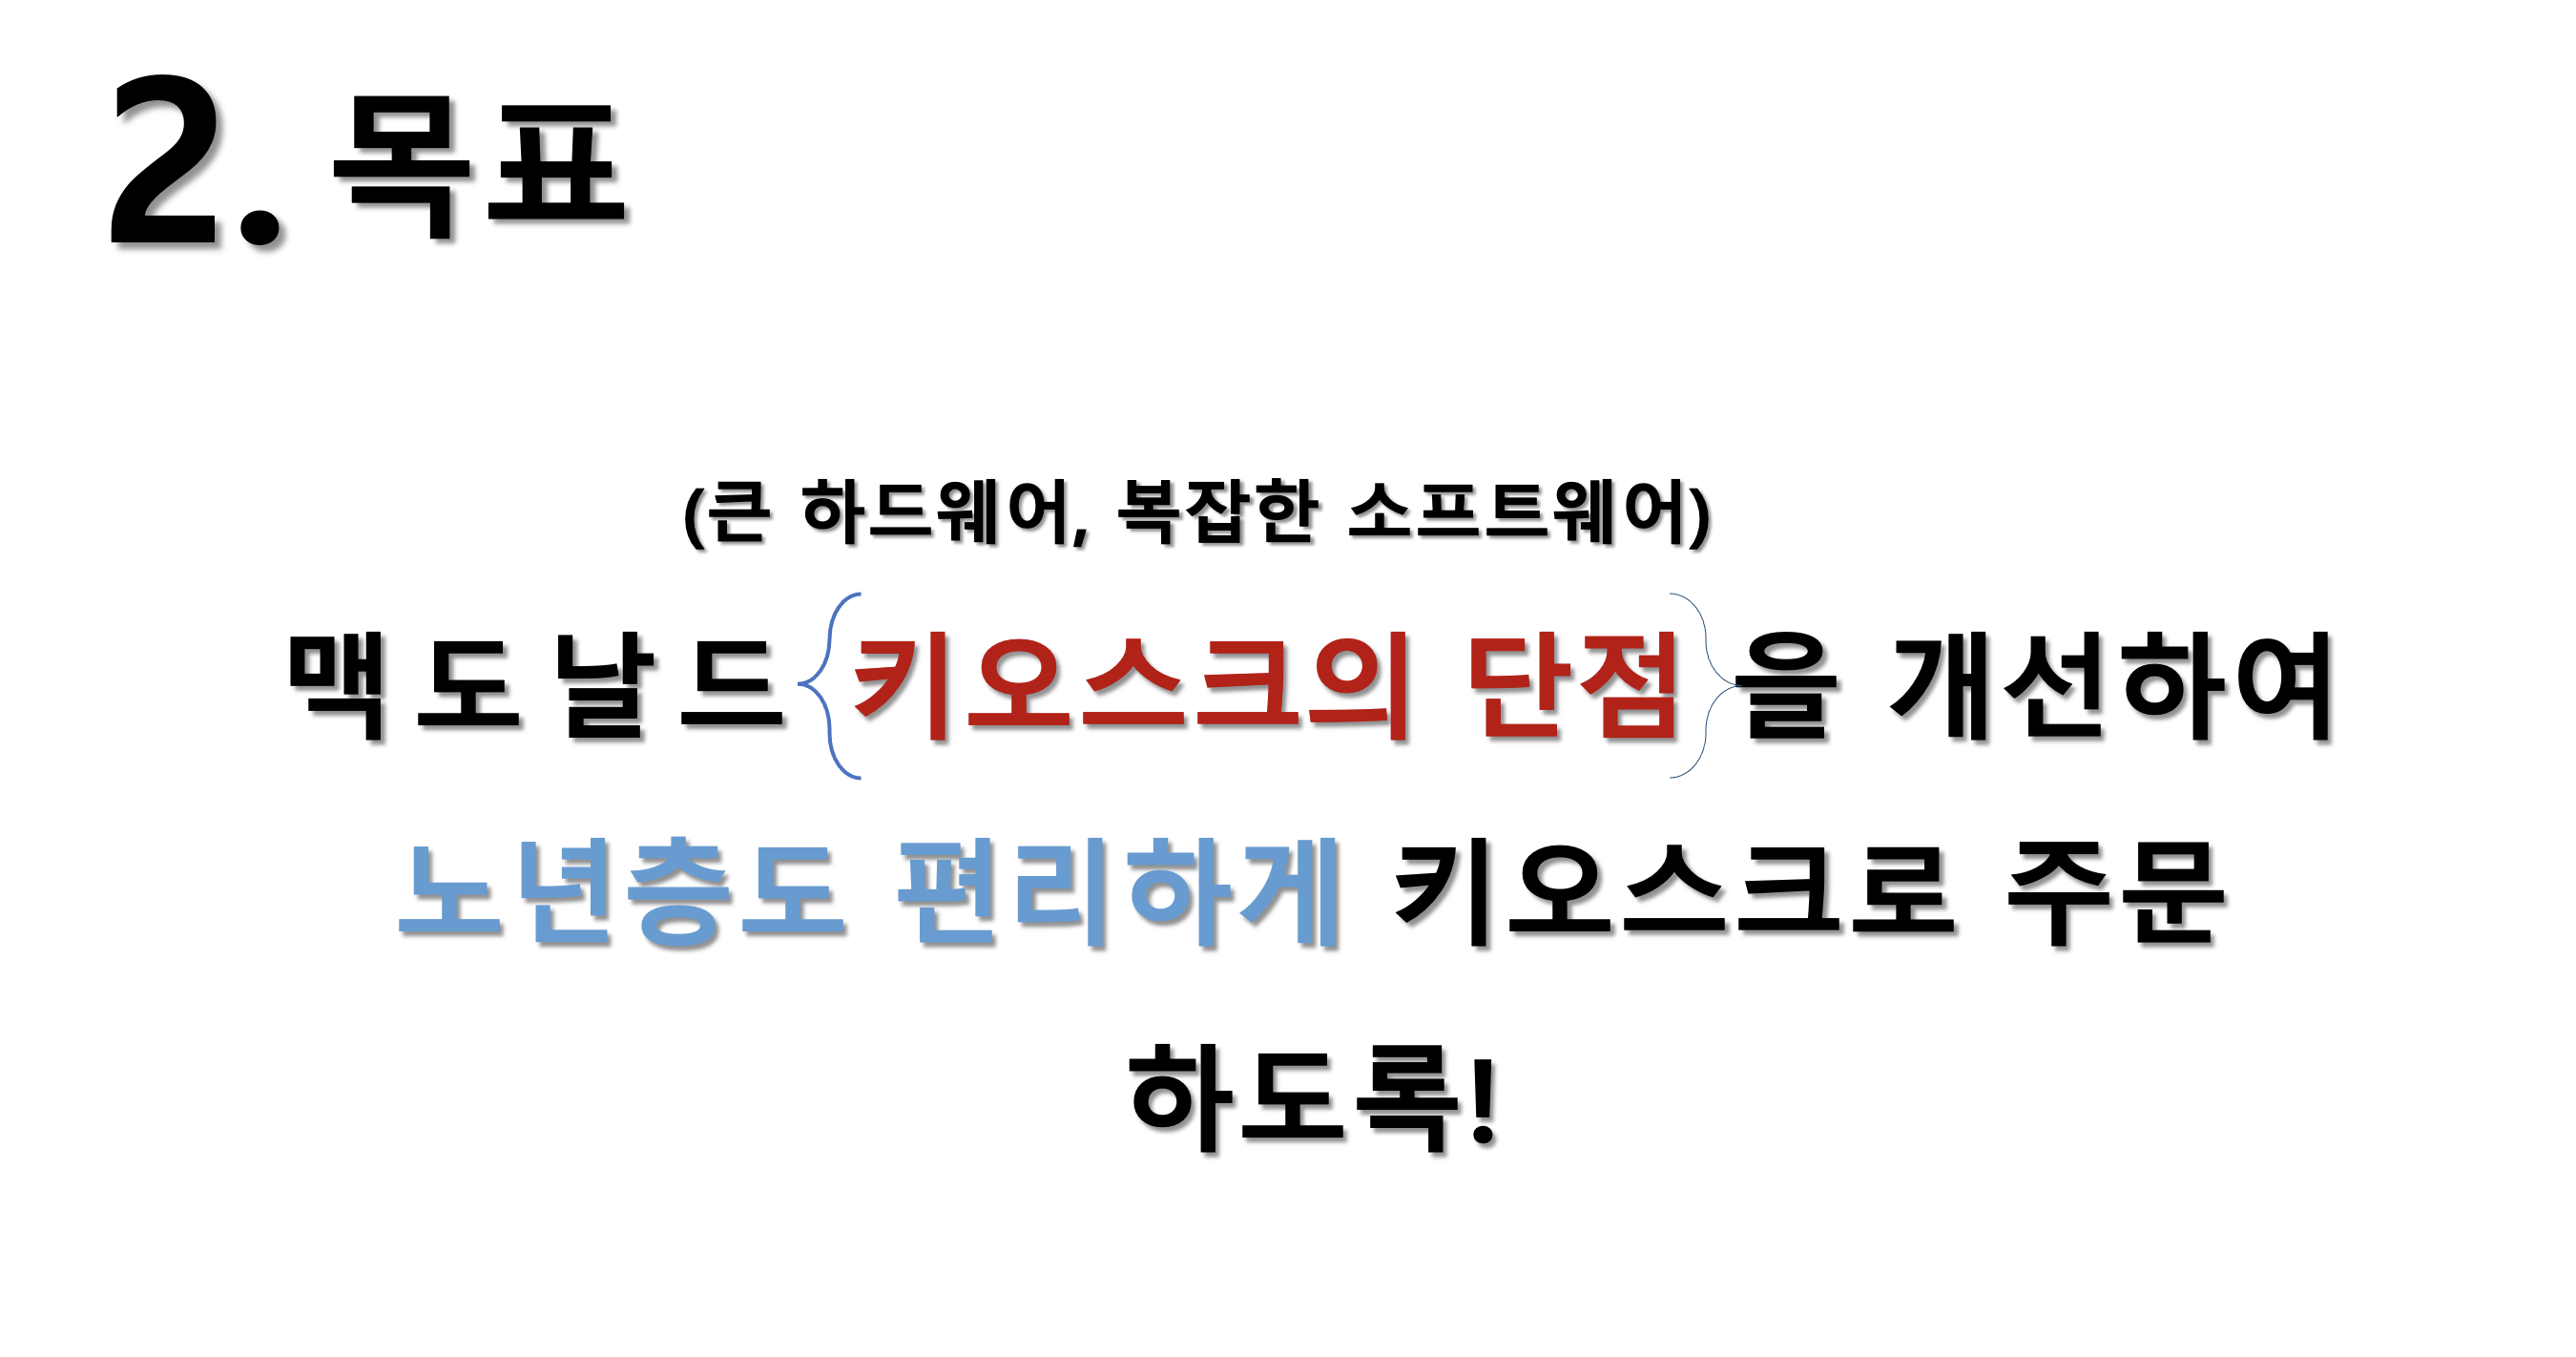 2. 목표
(큰 하드웨어, 복잡한 소프트웨어)
맥도날드 키오스크의 단점을 개선하여
노년층도 편리하게 키오스크로 주문
하도록!